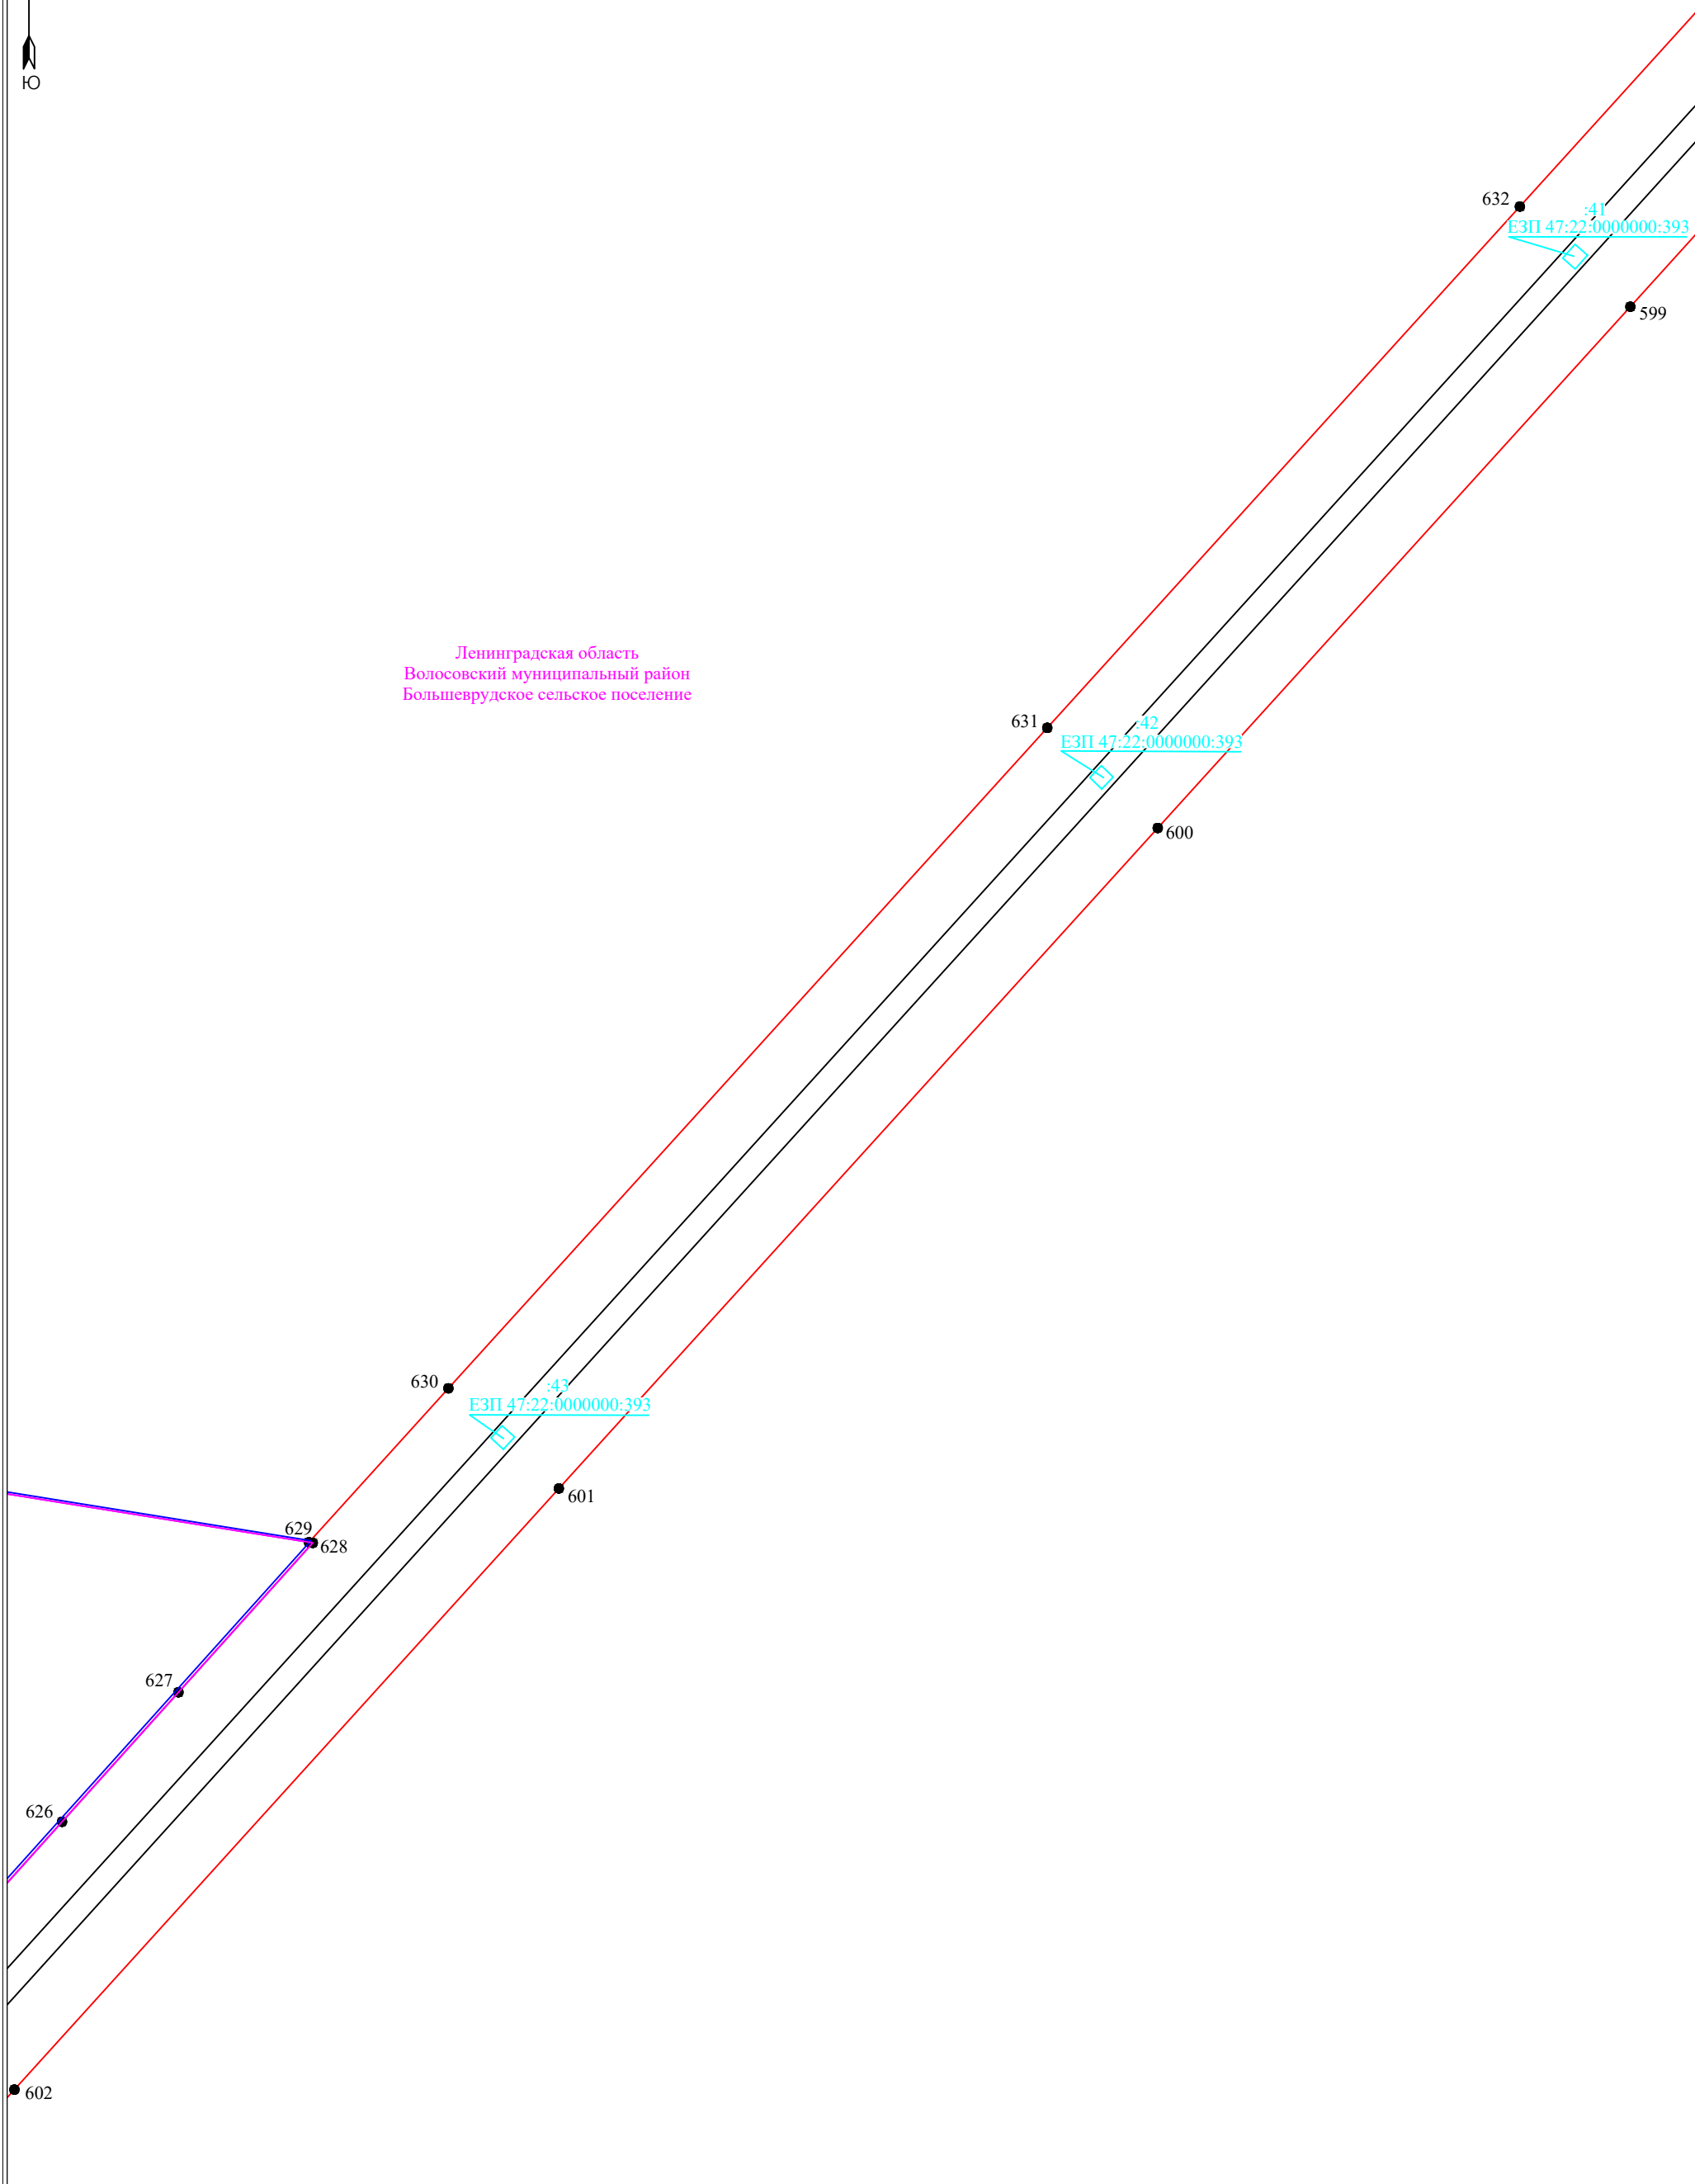 Ю
632
:41
ЕЗП 47:22:0000000:393
599
Ленинградская область
Волосовский муниципальный район
Большеврудское сельское поселение
631
:42
ЕЗП 47:22:0000000:393
600
630
:43
ЕЗП 47:22:0000000:393
601
629
628
627
626
602